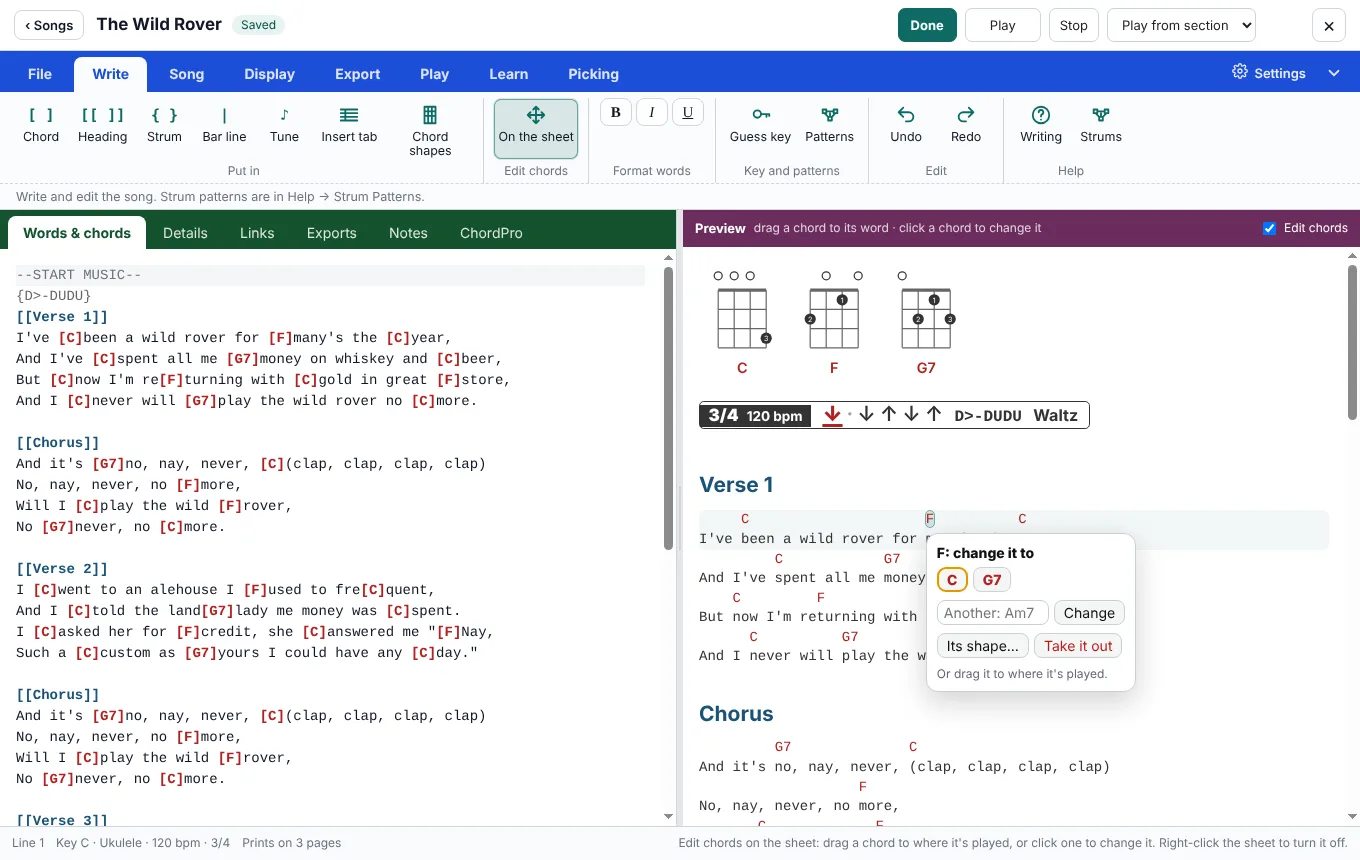 ‹ Songs The Wild Rover Saved Done Play Stop Play from section ✕
File Write Song Display Export Play Learn Picking Settings
[ ] [[ ]] { } | ♪
Chord Heading Strum Bar line Tune Insert tab Chord shapes On the sheet B I U Guess key Patterns Undo Redo Writing Strums
Put in Edit chords Format words Key and patterns Edit Help
Write and edit the song. Strum patterns are in Help → Strum Patterns.
Words & chords Details Links Exports Notes ChordPro
--START MUSIC--
{D>-DUDU}
[[Verse 1]]
I've [C]been a wild rover for [F]many's the [C]year,
And I've [C]spent all me [G7]money on whiskey and [C]beer,
But [C]now I'm re[F]turning with [C]gold in great [F]store,
And I [C]never will [G7]play the wild rover no [C]more.
[[Chorus]]
And it's [G7]no, nay, never, [C](clap, clap, clap, clap)
No, nay, never, no [F]more,
Will I [C]play the wild [F]rover,
No [G7]never, no [C]more.
[[Verse 2]]
I [C]went to an alehouse I [F]used to fre[C]quent,
And I [C]told the land[G7]lady me money was [C]spent.
I [C]asked her for [F]credit, she [C]answered me "[F]Nay,
Such a [C]custom as [G7]yours I could have any [C]day."
[[Chorus]]
And it's [G7]no, nay, never, [C](clap, clap, clap, clap)
No, nay, never, no [F]more,
Will I [C]play the wild [F]rover,
No [G7]never, no [C]more.
[[Verse 3]]
Preview drag a chord to its word · click a chord to change it Edit chords
3 1 2 1 2 3
C F G7
3/4 120 bpm ↓ · ↓ ↑ ↓ ↑ D>-DUDU Waltz
Verse 1
C F C
I've been a wild rover for
C G7
And I've spent all me money
C F
But now I'm returning with
C G7
And I never will play the w
F: change it to
C G7
Another: Am7 Change
Its shape... Take it out
Or drag it to where it's played.
Chorus
G7 C
And it's no, nay, never, (clap, clap, clap, clap)
F
No, nay, never, no more,
C F
Line 1 Key C · Ukulele · 120 bpm · 3/4 Prints on 3 pages
Edit chords on the sheet: drag a chord to where it's played, or click one to change it. Right-click the sheet to turn it off.